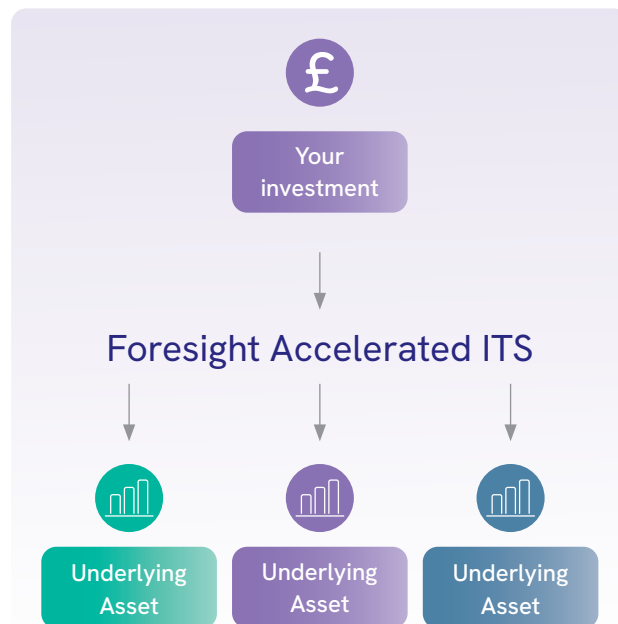 £
Your
investment
Foresight Accelerated ITS
Underlying
Asset
Underlying
Asset
Underlying
Asset